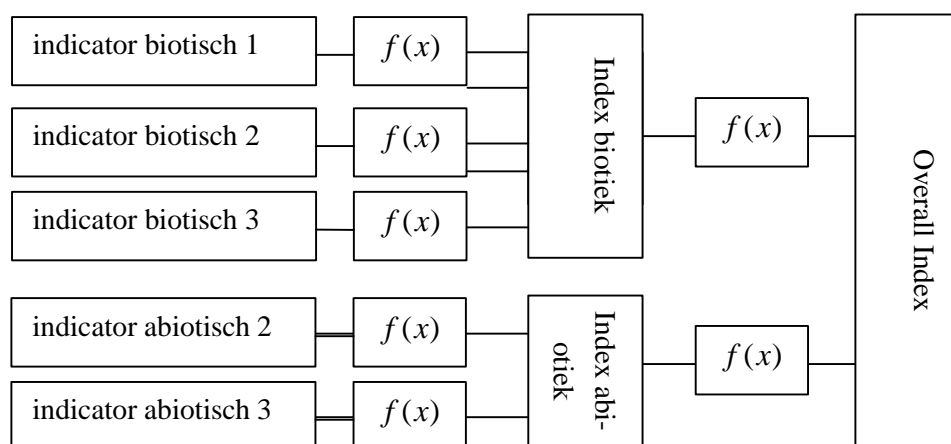 indicator biotisch 1
f(x)
indicator biotisch 2
f(x)
indicator biotisch 3
f(x)
Index biotiek
f(x)
indicator abiotisch 2
f(x)
indicator abiotisch 3
f(x)
Index abi-
otiek
f(x)
Overall Index